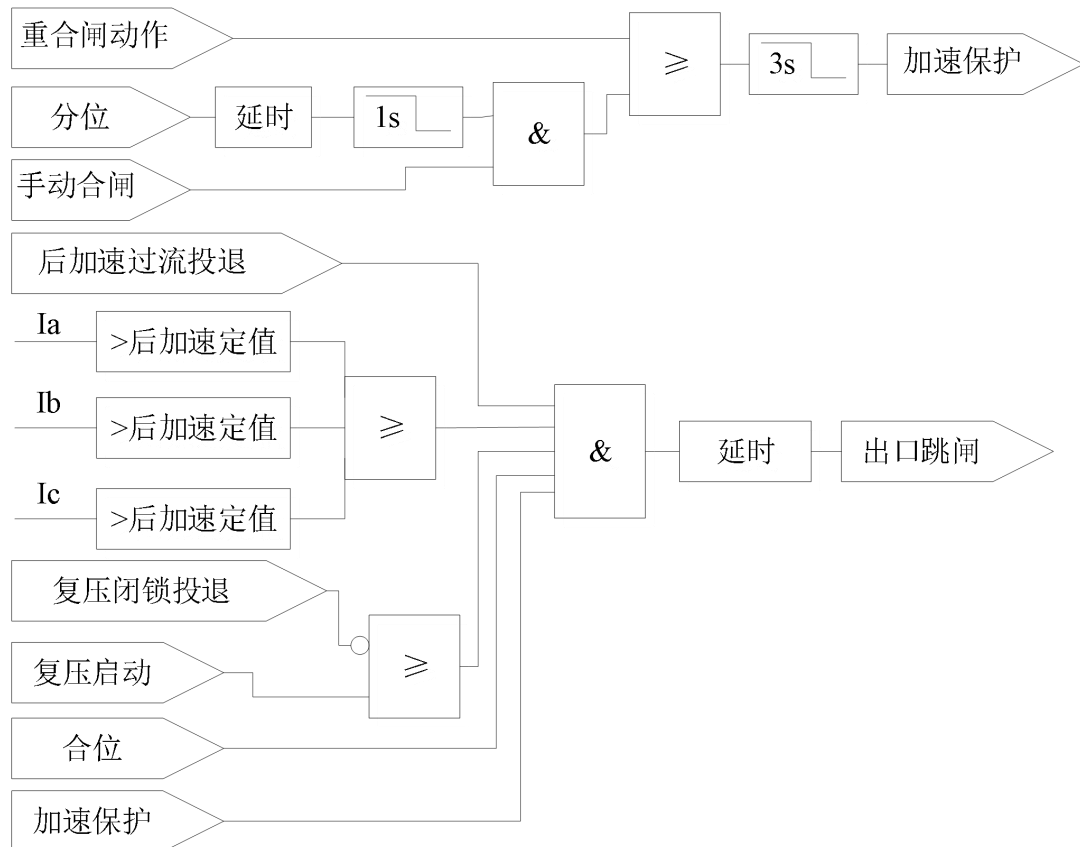 重合闸动作
≥
3s
加速保护
分位
延时
1s
&
手动合闸
后加速过流投退
Ia
>后加速定值
Ib
>后加速定值
≥
Ic
>后加速定值
&
延时
出口跳闸
复压闭锁投退
≥
复压启动
合位
加速保护